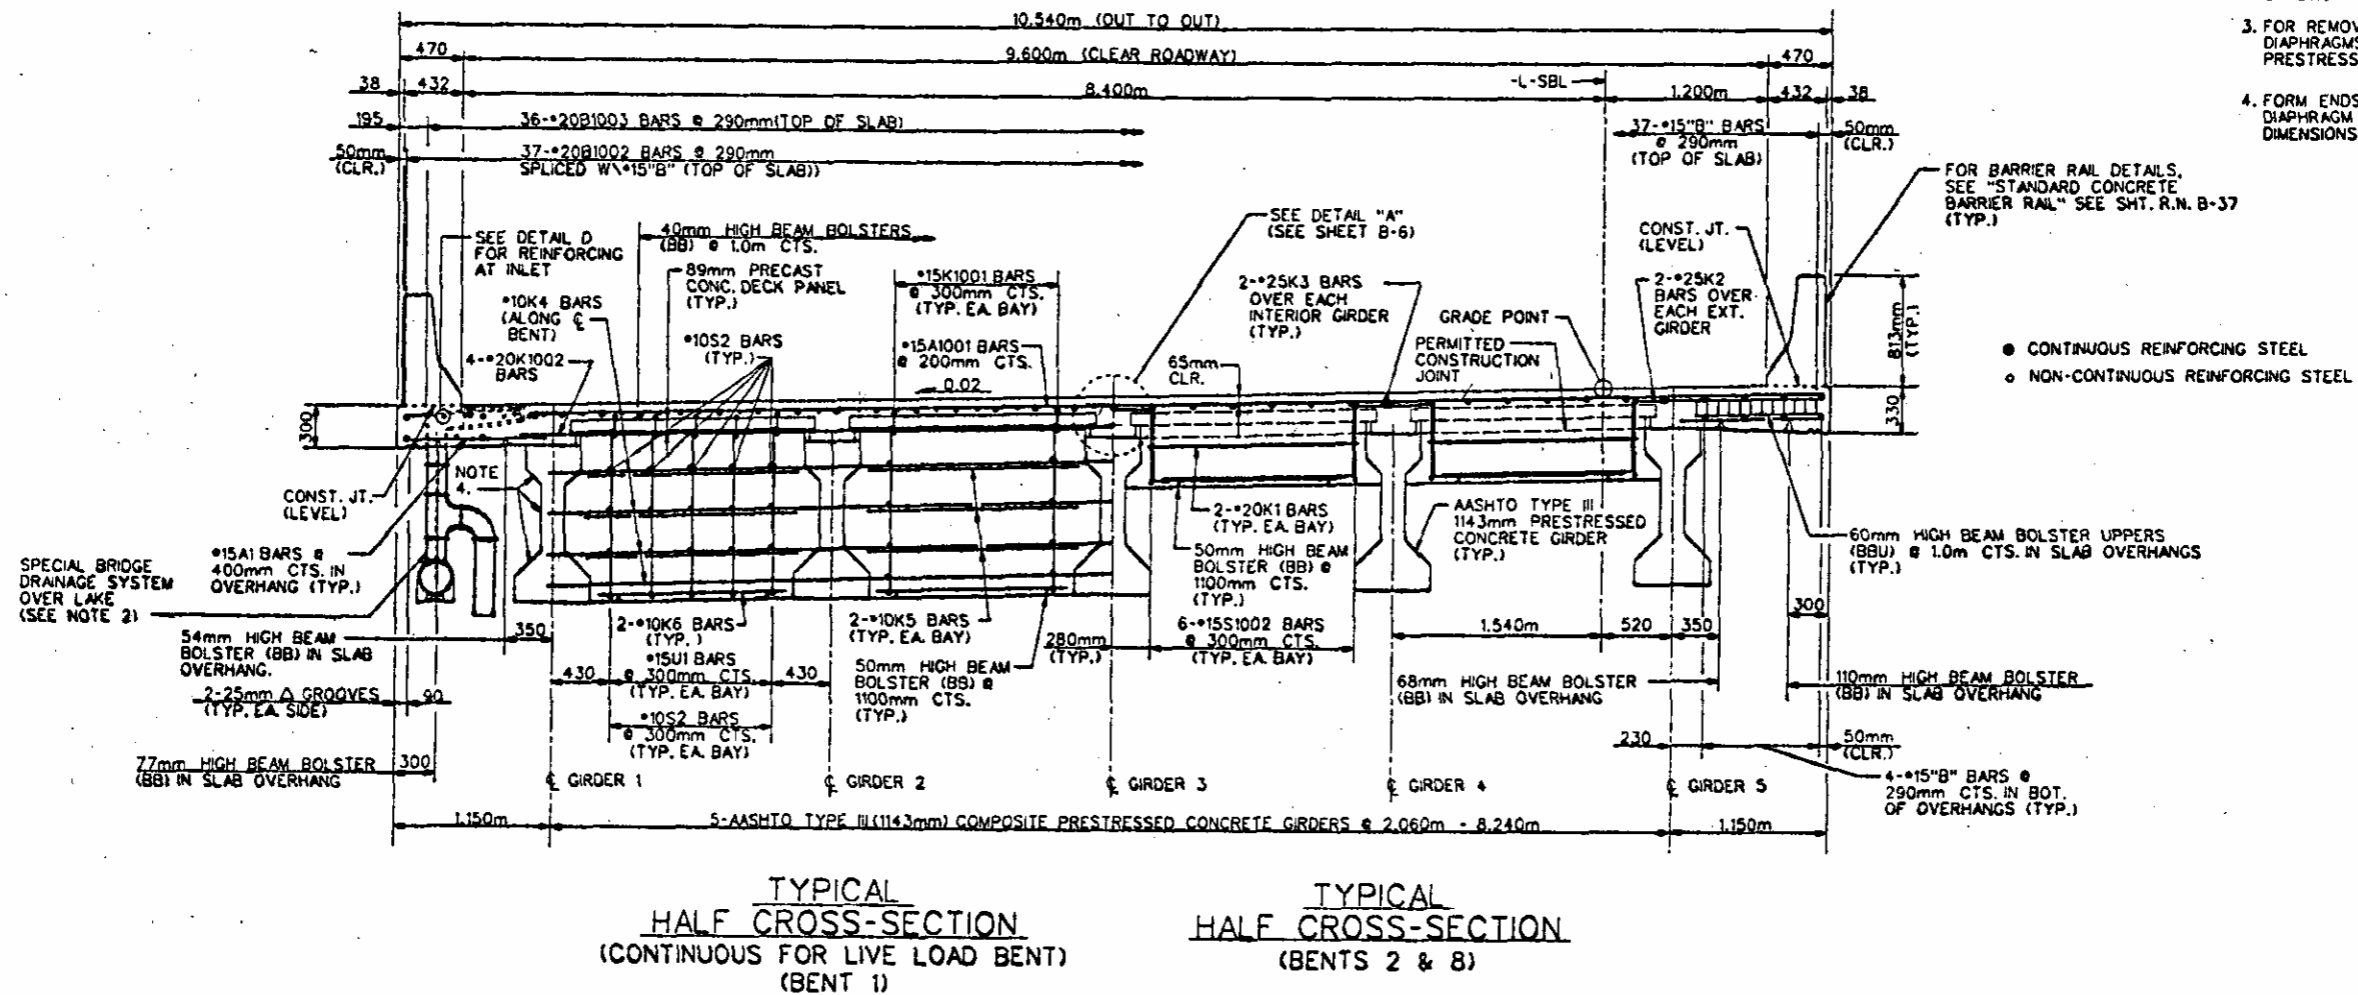 10.540m (OUT TO OUT)
470
9.600m (CLEAR ROADWAY)
470
38
432
8.400m
-L-SBL
1.200m
432
38
195
36-*20B1003 BARS @ 290mm(TOP OF SLAB)
37-*15"B" BARS
@ 290mm
(TOP OF SLAB)
50mm
(CLR.)
50mm
(CLR.)
37-*20B1002 BARS @ 290mm
SPLICED W\*15"B" (TOP OF SLAB))
3. FOR REMOV
DIAPHRAGMS
PRESTRESS
4. FORM ENDS
DIAPHRAGM
DIMENSIONS
FOR BARRIER RAIL DETAILS,
SEE "STANDARD CONCRETE
BARRIER RAIL" SEE SHT. R.N. B-37
(TYP.)
SEE DETAIL D
FOR REINFORCING
AT INLET
40mm HIGH BEAM BOLSTERS
(BB) @ 1.0m CTS.
89mm PRECAST
CONC. DECK PANEL
(TYP.)
*15K1001 BARS
@ 300mm CTS.
(TYP. EA. BAY)
SEE DETAIL "A"
(SEE SHEET B-6)
2-*25K3 BARS
OVER EACH
INTERIOR GIRDER
(TYP.)
CONST. JT.
(LEVEL)
2-*25K2
BARS OVER
EACH EXT.
GIRDER
*10K4 BARS
(ALONG ℄
BENT)
*10S2 BARS
(TYP.)
4-*20K1002
BARS
*15A1001 BARS
@ 200mm CTS.
0.02
65mm
CLR.
GRADE POINT
PERMITTED
CONSTRUCTION
JOINT
813mm
(TYP.)
330
300
● CONTINUOUS REINFORCING STEEL
○ NON-CONTINUOUS REINFORCING STEEL
NOTE
4.
CONST. JT.
(LEVEL)
SPECIAL BRIDGE
DRAINAGE SYSTEM
OVER LAKE
(SEE NOTE 2)
*15A1 BARS @
400mm CTS. IN
OVERHANG (TYP.)
2-*20K1 BARS
(TYP. EA. BAY)
AASHTO TYPE III
1143mm PRESTRESSED
CONCRETE GIRDER
(TYP.)
60mm HIGH BEAM BOLSTER UPPERS
(BBU) @ 1.0m CTS. IN SLAB OVERHANGS
(TYP.)
50mm HIGH BEAM
BOLSTER (BB) @
1100mm CTS.
(TYP.)
54mm HIGH BEAM
BOLSTER (BB) IN SLAB
OVERHANG.
350
2-*10K6 BARS
(TYP.)
2-*10K5 BARS
(TYP. EA. BAY)
280mm
(TYP.)
6-*15S1002 BARS
@ 300mm CTS.
(TYP. EA. BAY)
1.540m
520
350
300
430
*15U1 BARS
@ 300mm CTS
(TYP. EA. BAY)
430
50mm HIGH BEAM
BOLSTER (BB) @
1100mm CTS.
(TYP.)
68mm HIGH BEAM BOLSTER
(BB) IN SLAB OVERHANG
110mm HIGH BEAM BOLSTER
(BB) IN SLAB OVERHANG
2-25mm △ GROOVES
(TYP. EA. SIDE)
90
*10S2 BARS
@ 300mm CTS.
(TYP. EA. BAY)
230
50mm
(CLR.)
77mm HIGH BEAM BOLSTER
(BB) IN SLAB OVERHANG
300
℄ GIRDER 1
℄ GIRDER 2
℄ GIRDER 3
℄ GIRDER 4
℄ GIRDER 5
4-*15"B" BARS @
290mm CTS. IN BOT.
OF OVERHANGS (TYP.)
1.150m
5-AASHTO TYPE III (1143mm) COMPOSITE PRESTRESSED CONCRETE GIRDERS @ 2.060m - 8.240m
1.150m
TYPICAL
HALF CROSS-SECTION
(CONTINUOUS FOR LIVE LOAD BENT)
(BENT 1)
TYPICAL
HALF CROSS-SECTION
(BENTS 2 & 8)